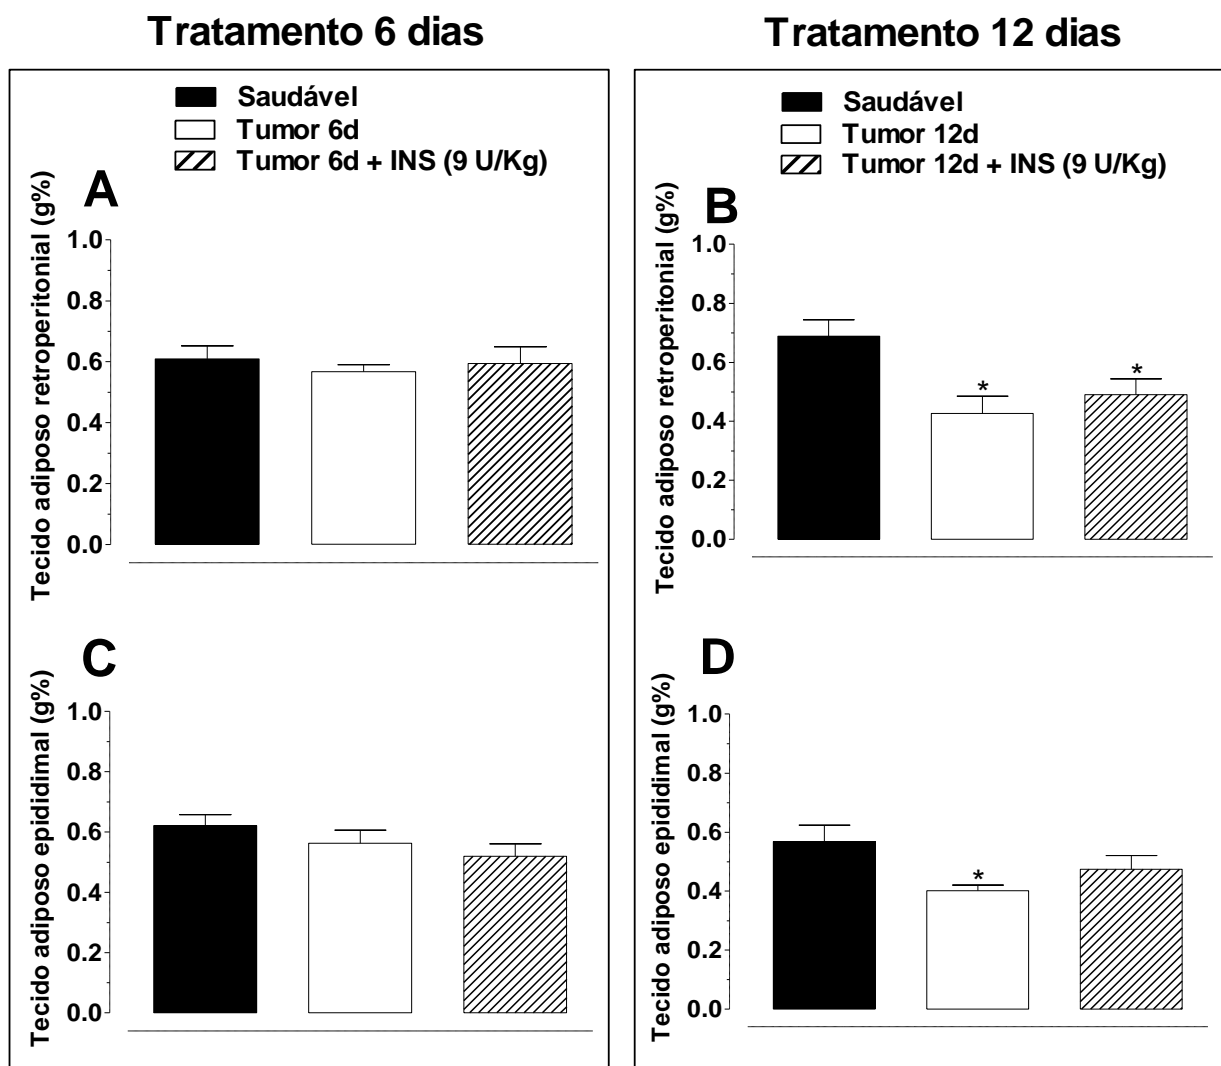 Tratamento 6 dias
Tratamento 12 dias
Saudável
Tumor 6d
Tumor 6d + INS (9 U/Kg)
A
Tecido adiposo retroperitonial (g%)
1.0
0.8
0.6
0.4
0.2
0.0
Saudável
Tumor 12d
Tumor 12d + INS (9 U/Kg)
B
Tecido adiposo retroperitonial (g%)
1.0
0.8
0.6
0.4
0.2
0.0
*
*
C
Tecido adiposo epididimal (g%)
1.0
0.8
0.6
0.4
0.2
0.0
D
Tecido adiposo epididimal (g%)
1.0
0.8
0.6
0.4
0.2
0.0
*